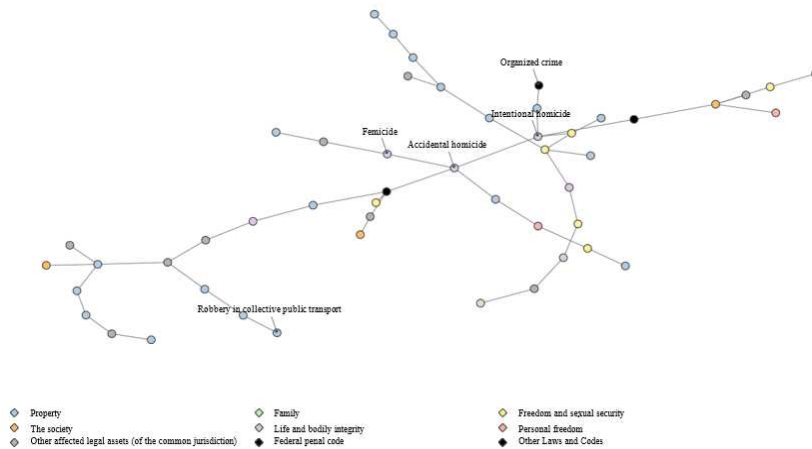 Organized crime
Intentional homicide
Femicide
Accidental homicide
Robbery in collective public transport
Property
Family
Freedom and sexual security
The society
Life and bodily integrity
Personal freedom
Other affected legal assets (of the common jurisdiction)
Federal penal code
Other Laws and Codes